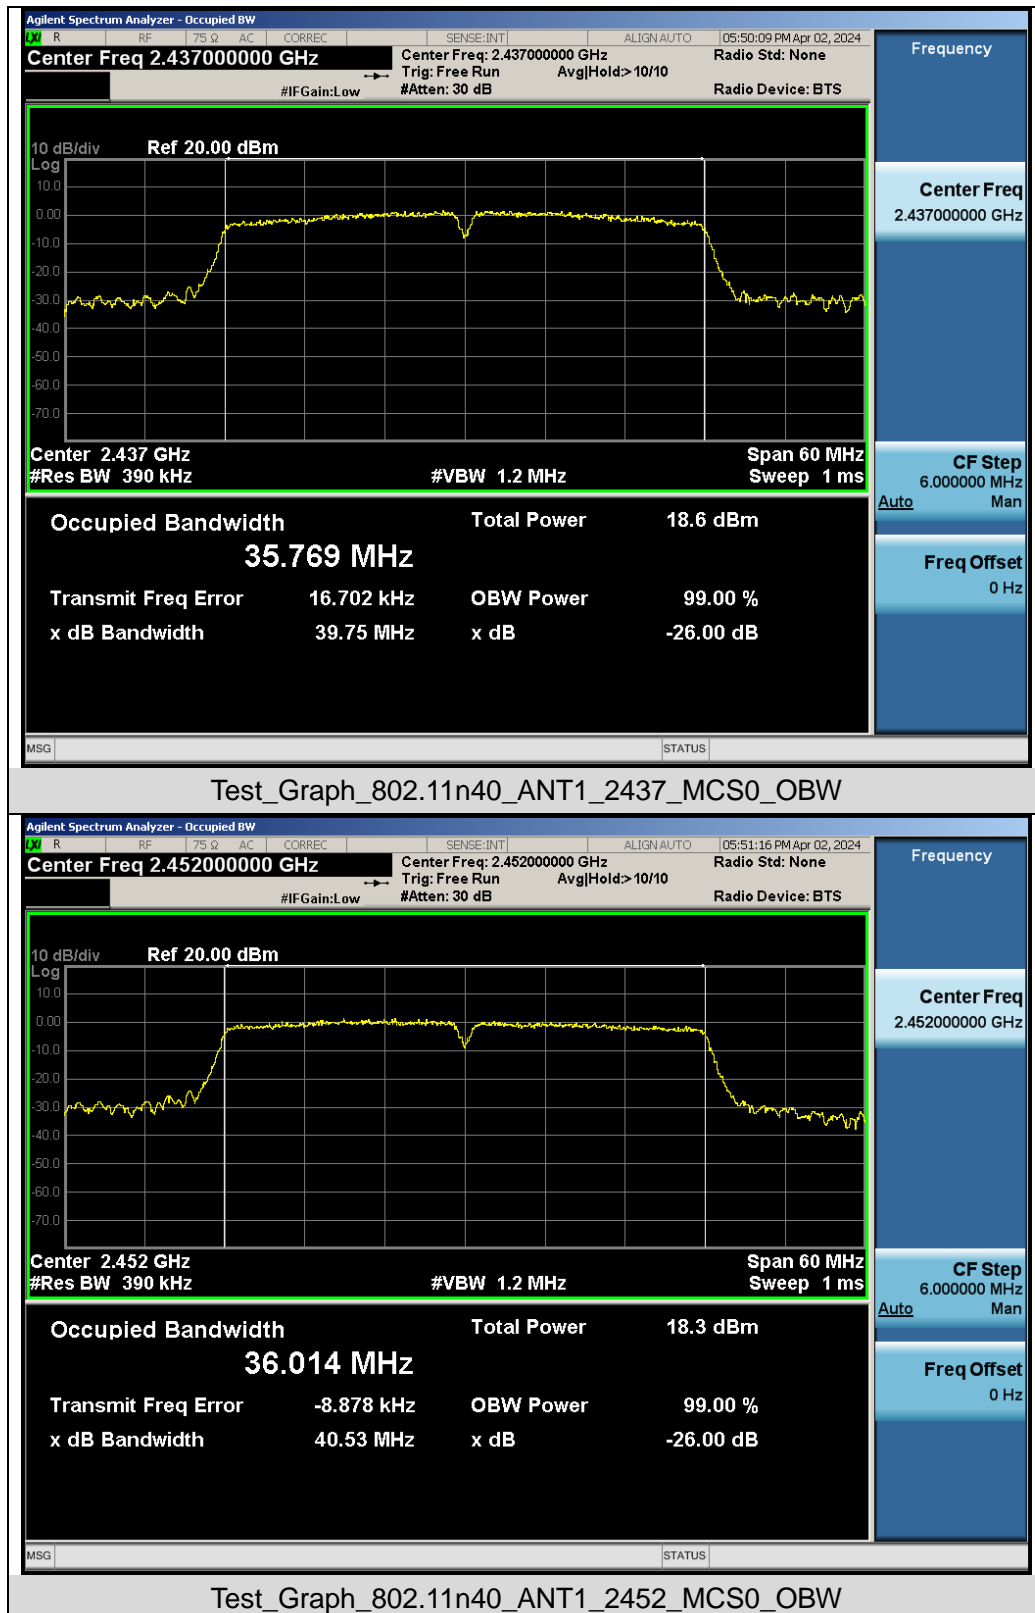 Agilent Spectrum Analyzer - Occupied BW
LXI R RF 75 Ω AC CORREC SENSE:INT ALIGN AUTO 05:50:09 PM Apr 02, 2024
Center Freq 2.437000000 GHz
Center Freq: 2.437000000 GHz
Radio Std: None
Trig: Free Run Avg|Hold:>10/10
#IFGain:Low
#Atten: 30 dB
Radio Device: BTS
Frequency
10 dB/div Ref 20.00 dBm
Log
10.0
0.00
-10.0
-20.0
-30.0
-40.0
-50.0
-60.0
-70.0
Center 2.437 GHz Span 60 MHz
#Res BW 390 kHz #VBW 1.2 MHz Sweep 1 ms
Center Freq
2.437000000 GHz
CF Step
6.000000 MHz
Auto Man
Freq Offset
0 Hz
Occupied Bandwidth Total Power 18.6 dBm
35.769 MHz
Transmit Freq Error 16.702 kHz OBW Power 99.00 %
x dB Bandwidth 39.75 MHz x dB -26.00 dB
MSG STATUS
Test_Graph_802.11n40_ANT1_2437_MCS0_OBW
Agilent Spectrum Analyzer - Occupied BW
LXI R RF 75 Ω AC CORREC SENSE:INT ALIGN AUTO 05:51:16 PM Apr 02, 2024
Center Freq 2.452000000 GHz
Center Freq: 2.452000000 GHz
Radio Std: None
Trig: Free Run Avg|Hold:>10/10
#IFGain:Low
#Atten: 30 dB
Radio Device: BTS
Frequency
10 dB/div Ref 20.00 dBm
Log
10.0
0.00
-10.0
-20.0
-30.0
-40.0
-50.0
-60.0
-70.0
Center 2.452 GHz Span 60 MHz
#Res BW 390 kHz #VBW 1.2 MHz Sweep 1 ms
Center Freq
2.452000000 GHz
CF Step
6.000000 MHz
Auto Man
Freq Offset
0 Hz
Occupied Bandwidth Total Power 18.3 dBm
36.014 MHz
Transmit Freq Error -8.878 kHz OBW Power 99.00 %
x dB Bandwidth 40.53 MHz x dB -26.00 dB
MSG STATUS
Test_Graph_802.11n40_ANT1_2452_MCS0_OBW